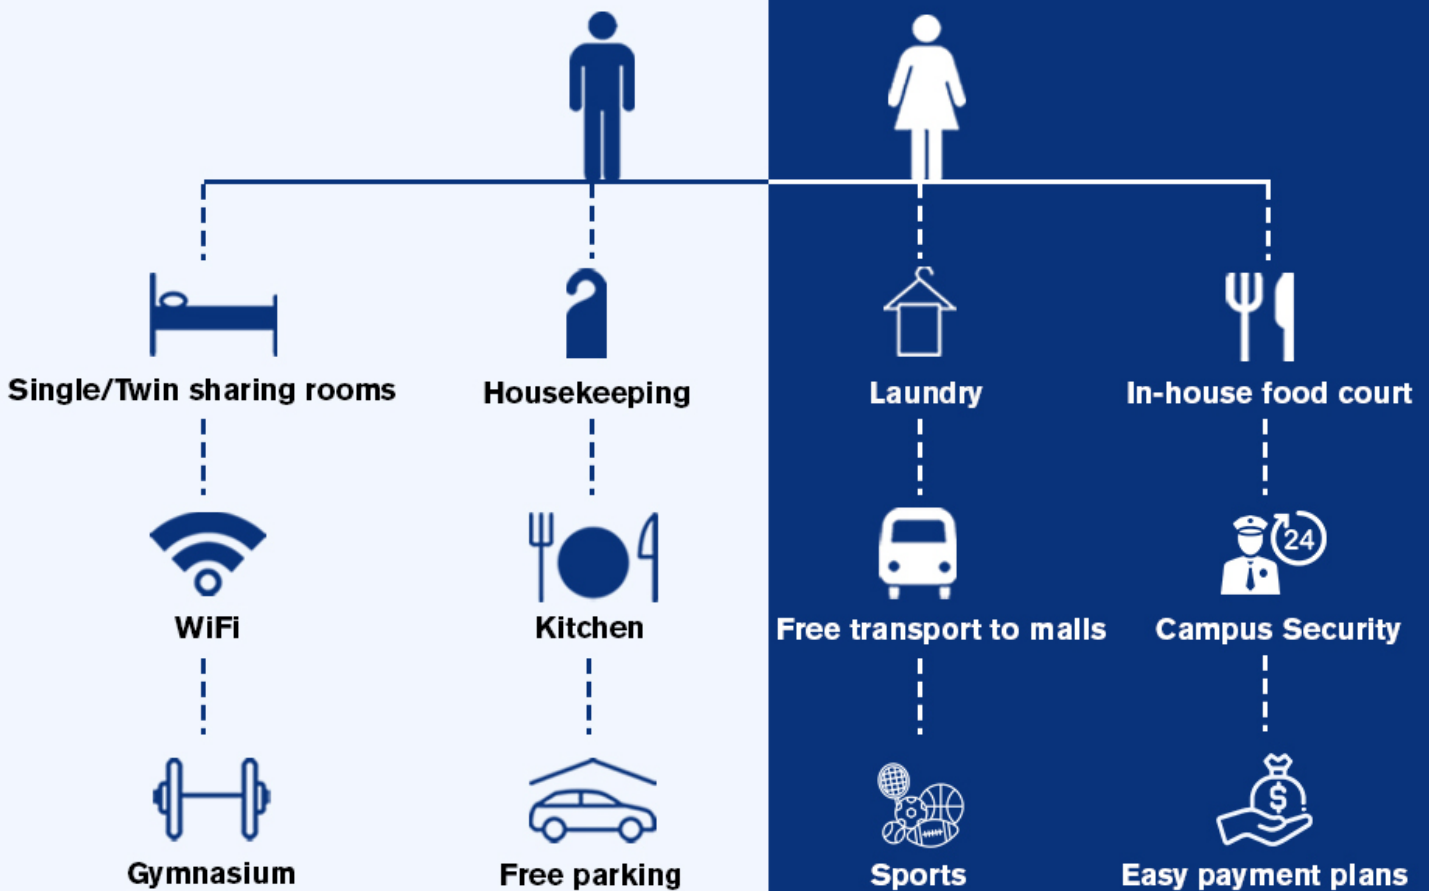 Single/Twin sharing rooms
Housekeeping
Laundry
In-house food court
24
WiFi
Kitchen
Free transport to malls
Campus Security
$
Gymnasium
Free parking
Sports
Easy payment plans